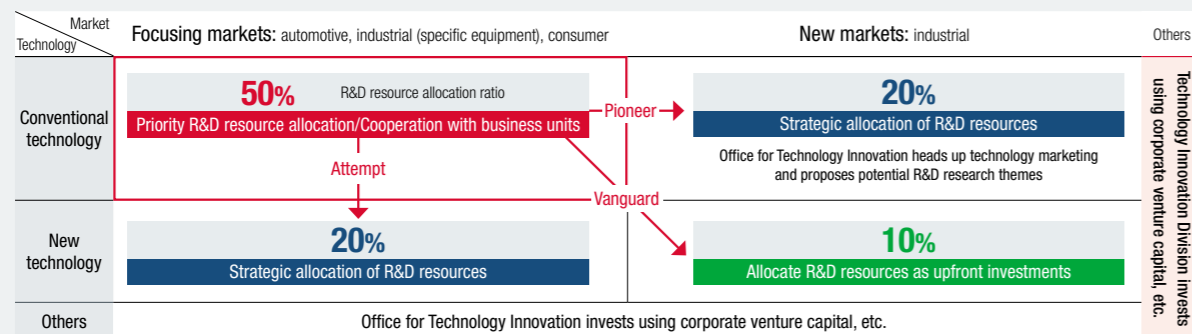 Market
Technology
Focusing markets: automotive, industrial (specific equipment), consumer
New markets: industrial
Others
Conventional
technology
50%
R&D resource allocation ratio
Priority R&D resource allocation/Cooperation with business units
Pioneer
20%
Strategic allocation of R&D resources
Office for Technology Innovation heads up technology marketing
and proposes potential R&D research themes
Attempt
Vanguard
New
technology
20%
Strategic allocation of R&D resources
10%
Allocate R&D resources as upfront investments
Others
Office for Technology Innovation invests using corporate venture capital, etc.
Technology Innovation Division invests
using corporate venture capital, etc.